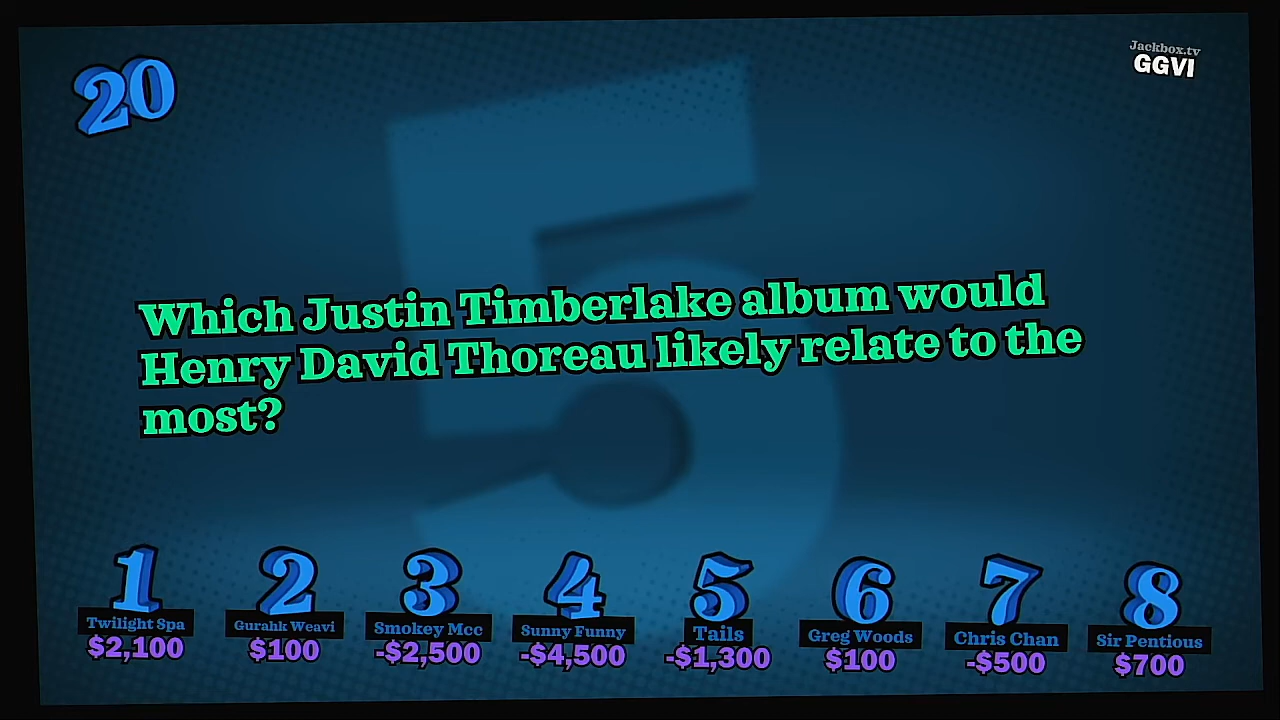 20
Jackbox.tv
GGVI
Which Justin Timberlake album would
Henry David Thoreau likely relate to the
most?
5
1 2 3 4 5 6 7 8
Twilight Spa Gurahk Weavi Smokey Mcc Sunny Funny Tails Greg Woods Chris Chan Sir Pentious
$2,100 $100 -$2,500 -$4,500 -$1,300 $100 -$500 $700